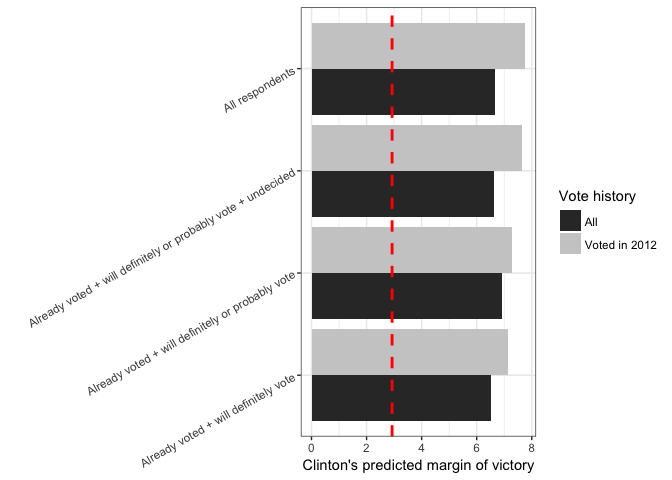 All respondents
Already voted + will definitely or probably vote + undecided
Already voted + will definitely or probably vote
Already voted + will definitely vote
0 2 4 6 8
Clinton's predicted margin of victory
Vote history
All
Voted in 2012